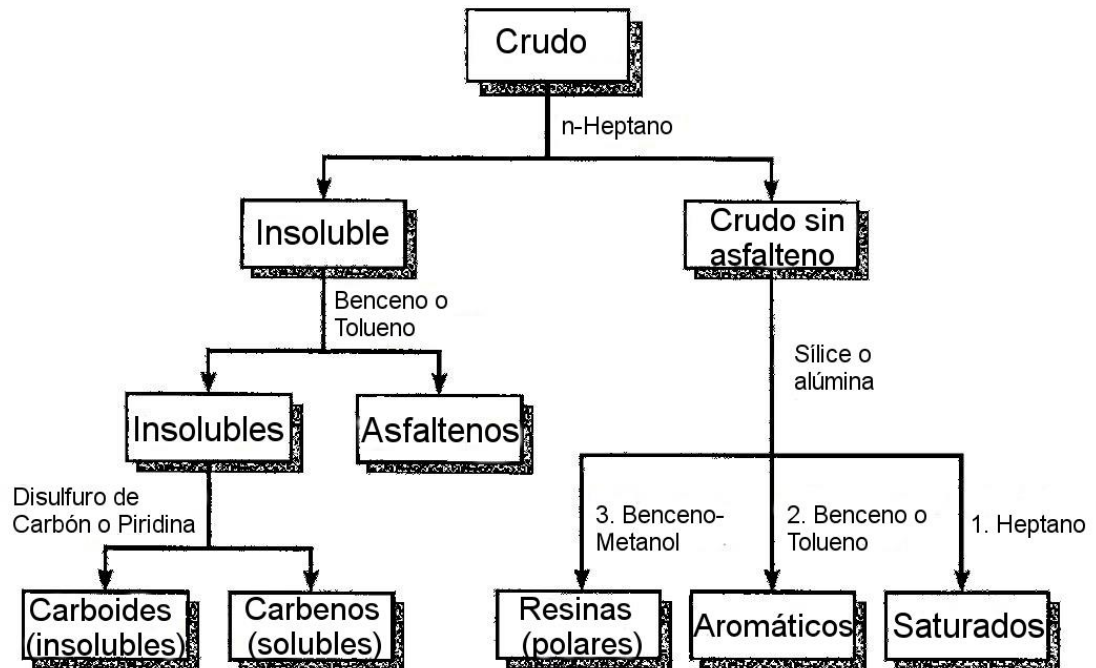 Crudo
n-Heptano
Insoluble
Crudo sin
asfalteno
Benceno o
Tolueno
Sílice o
alúmina
Insolubles
Asfaltenos
Disulfuro de
Carbón o Piridina
3. Benceno-
Metanol
2. Benceno o
Tolueno
1. Heptano
Carboides
(insolubles)
Carbenos
(solubles)
Resinas
(polares)
Aromáticos
Saturados